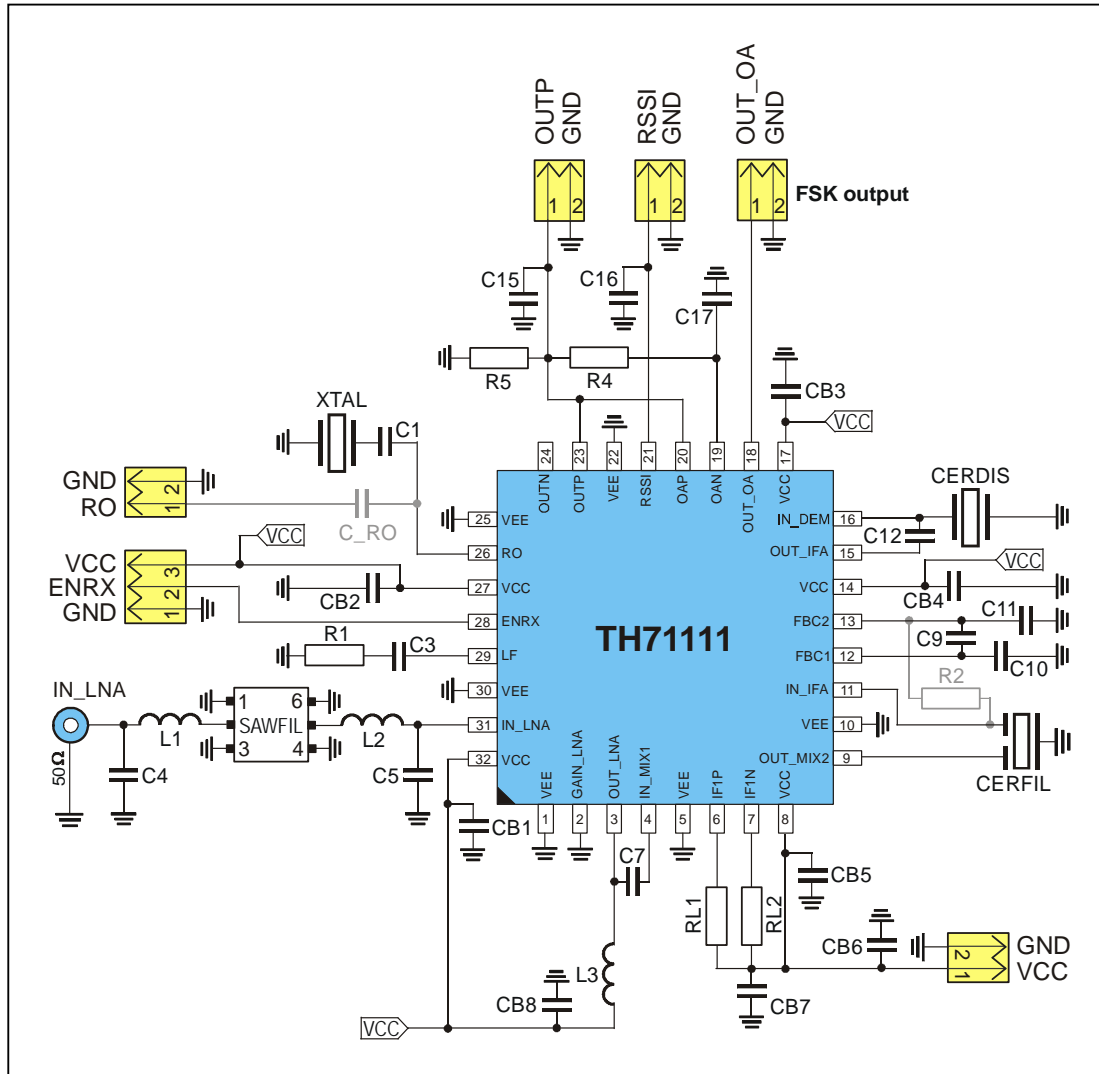 OUTP
GND
RSSI
GND
OUT_OA
GND
1
2
1
2
1
2
FSK output
C15
C16
C17
R5
R4
CB3
VCC
XTAL
C1
GND
RO
2
1
C_RO
VCC
VCC
ENRX
GND
3
2
1
CB2
R1
C3
IN_LNA
50Ω
C4
L1
SAWFIL
1
6
3
4
L2
C5
TH71111
24
23
22
21
20
19
18
17
OUTN
OUTP
VEE
RSSI
OAP
OAN
OUT_OA
VCC
25
VEE
26
RO
27
VCC
28
ENRX
29
LF
30
VEE
31
IN_LNA
32
VCC
IN_DEM
16
OUT_IFA
15
VCC
14
FBC2
13
FBC1
12
IN_IFA
11
VEE
10
OUT_MIX2
9
VEE
GAIN_LNA
OUT_LNA
IN_MIX1
VEE
IF1P
IF1N
VCC
1
2
3
4
5
6
7
8
CERDIS
C12
VCC
CB4
C11
C9
C10
R2
CERFIL
CB1
C7
L3
CB8
VCC
RL1
RL2
CB5
CB6
CB7
GND
VCC
2
1